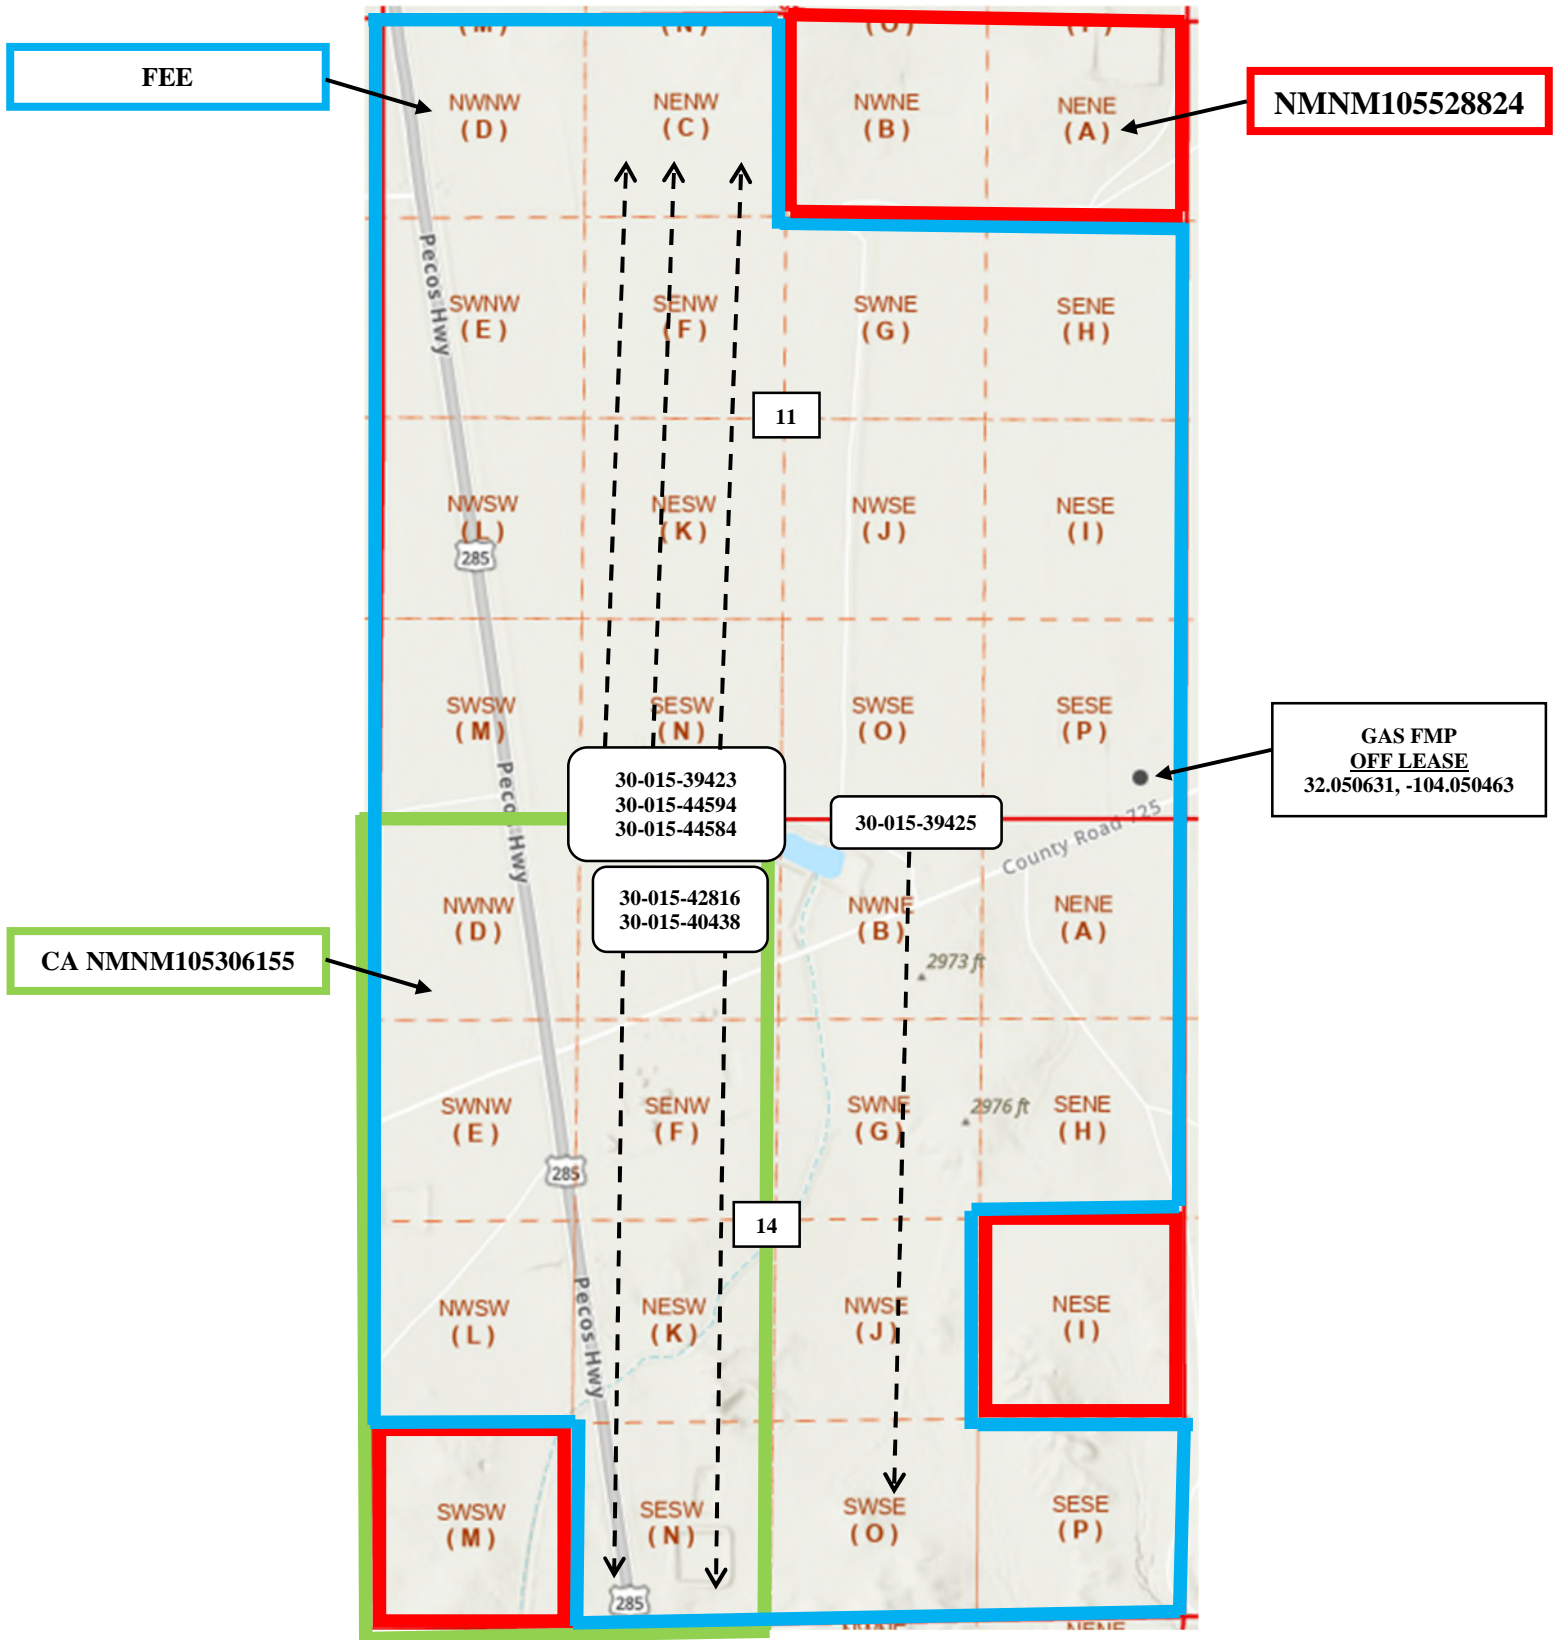 ( M )
( N )
( O )
( P )
FEE
NWNW
( D )
NENW
( C )
NWNE
( B )
NENE
( A )
NMNM105528824
Pecos Hwy
SWNW
( E )
SENW
( F )
SWNE
( G )
SENE
( H )
11
NWSW
( L )
NESW
( K )
NWSE
( J )
NESE
( I )
285
SWSW
( M )
SESW
( N )
SWSE
( O )
SESE
( P )
GAS FMP
OFF LEASE
32.050631, -104.050463
Pecos Hwy
30-015-39423
30-015-44594
30-015-44584
30-015-39425
County Road 725
30-015-42816
30-015-40438
NWNW
( D )
NWNE
( B )
NENE
( A )
CA NMNM105306155
2973 ft
SWNW
( E )
SENW
( F )
SWNE
( G )
2976 ft
SENE
( H )
285
14
NWSW
( L )
Pecos Hwy
NESW
( K )
NWSE
( J )
NESE
( I )
SWSW
( M )
SESW
( N )
SWSE
( O )
SESE
( P )
285
NWNE
NENE